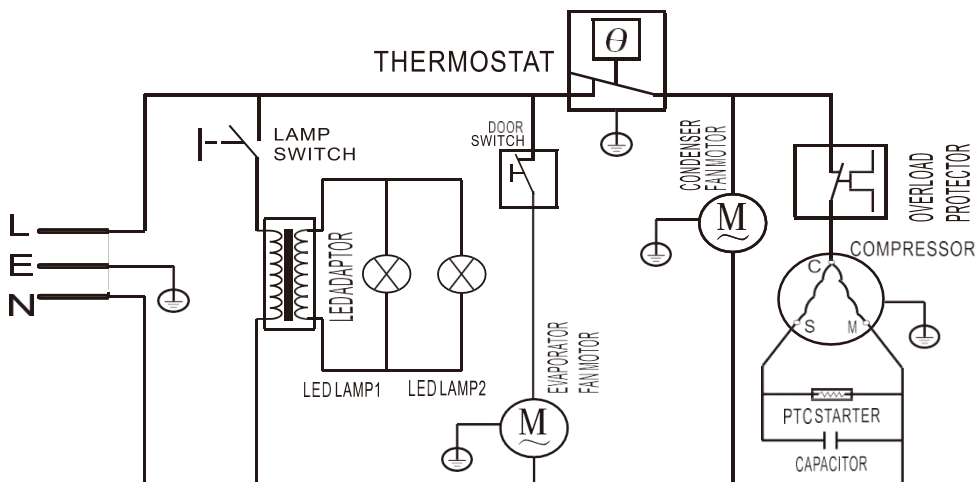 θ
THERMOSTAT
LAMP
SWITCH
DOOR
SWITCH
CONDENSER
FAN MOTOR
M
~
OVERLOAD
PROTECTOR
L
E
N
LED ADAPTOR
COMPRESSOR
C
S
M
LED LAMP1
LED LAMP2
EVAPORATOR
FAN MOTOR
M
~
PTC STARTER
CAPACITOR